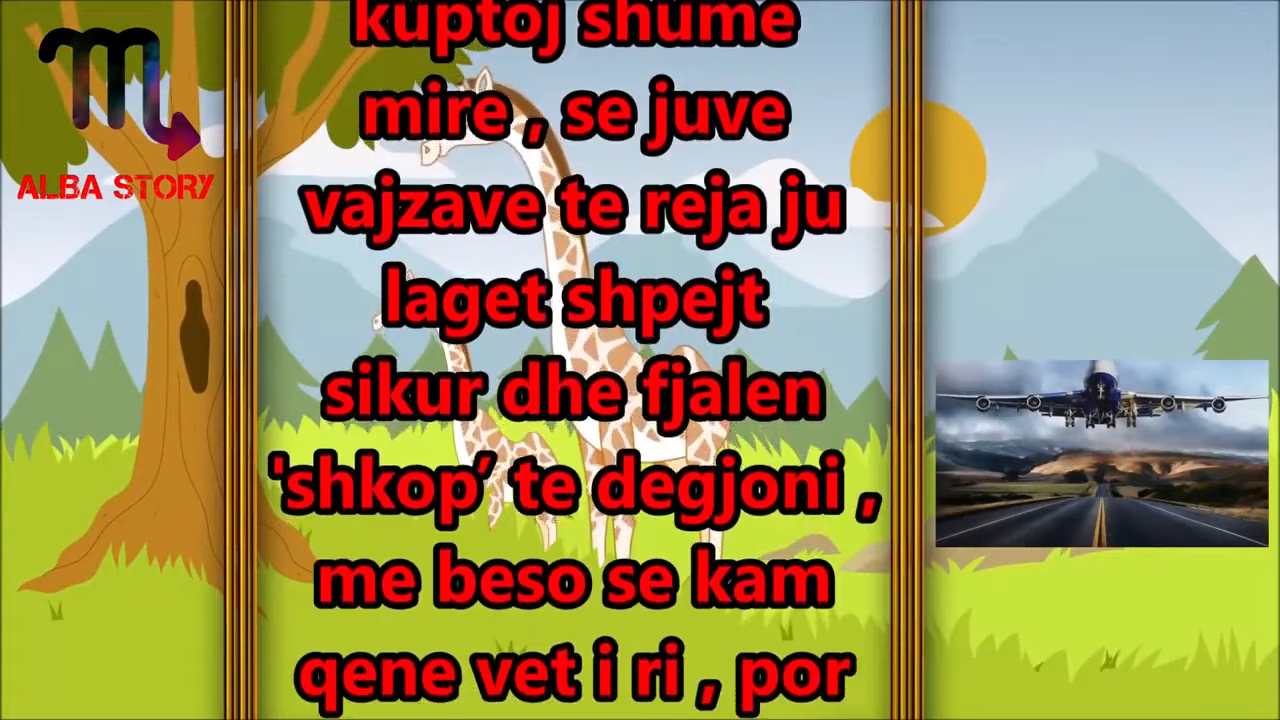 ALBA STORY
kuptoj shume
mire , se juve
vajzave te reja ju
laget shpejt
sikur dhe fjalen
'shkop’ te degjoni ,
me beso se kam
qene vet i ri , por